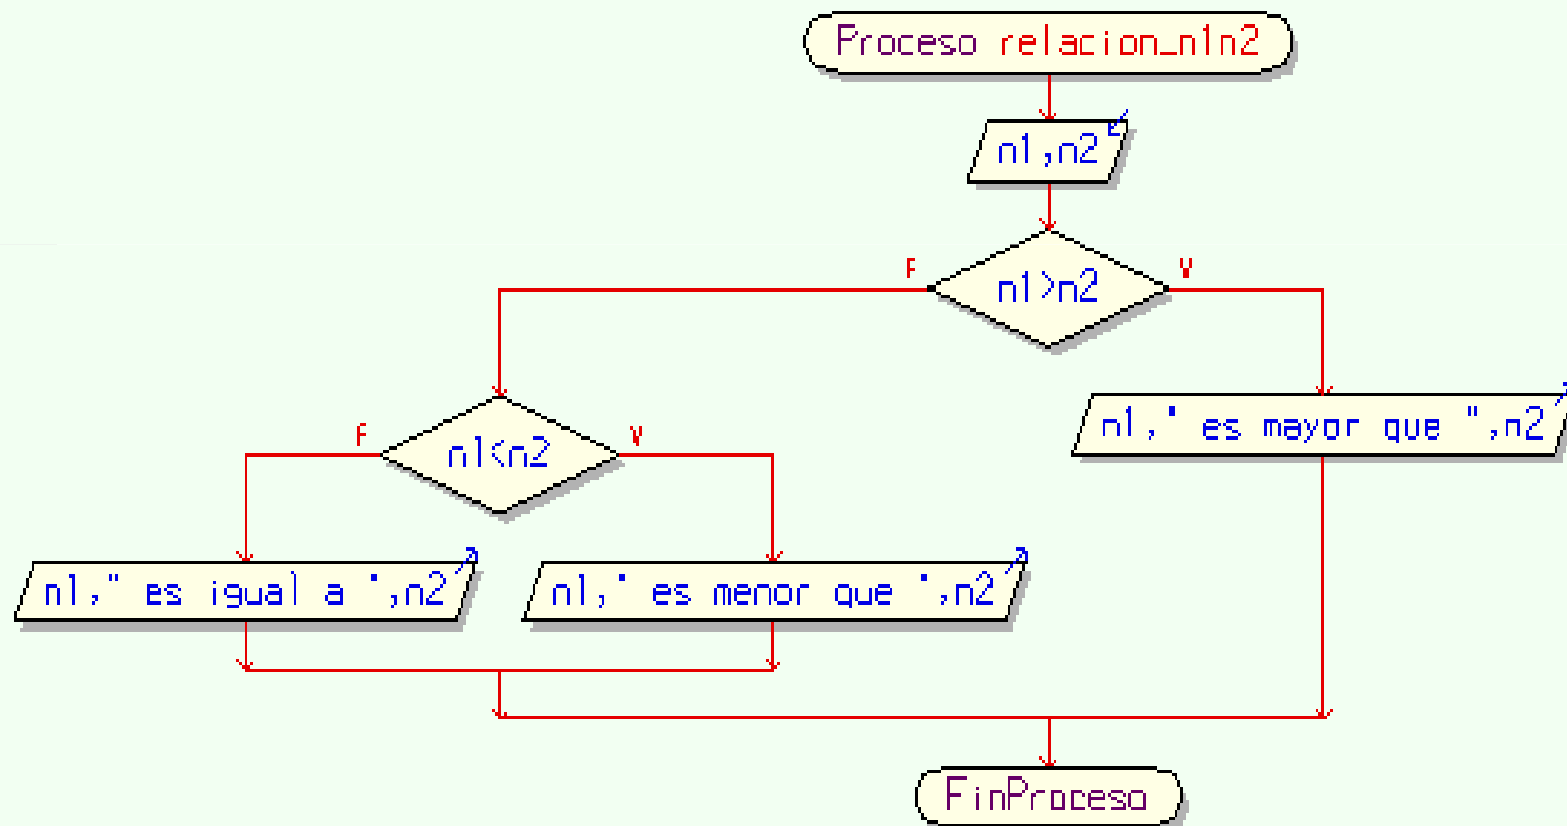 Proceso relacion_n1n2
n1,n2
F
n1>n2
V
n1," es mayor que ",n2
F
n1<n2
V
n1," es igual a ",n2
n1," es menor que ",n2
FinProceso